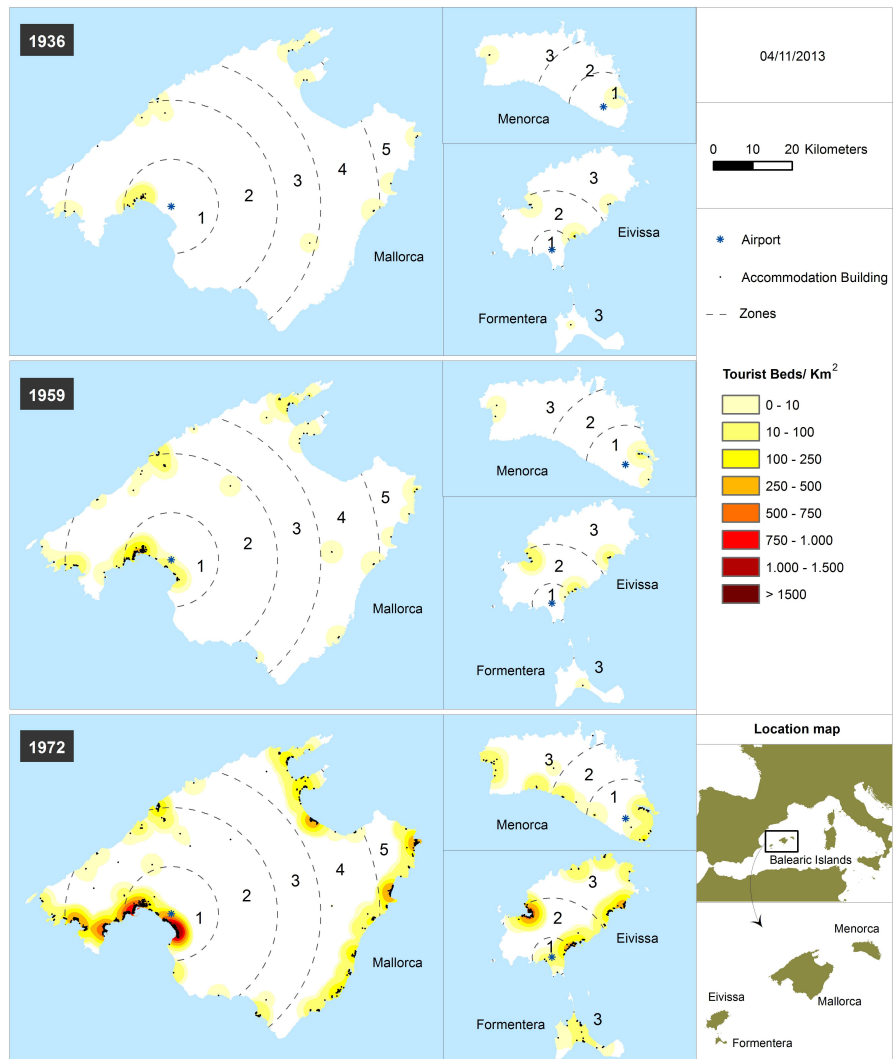 1936
1
2
3
4
5
Mallorca
3
2
1
Menorca
3
2
1
Eivissa
Formentera
3
1959
1
2
3
4
5
Mallorca
3
2
1
Menorca
3
2
1
Eivissa
Formentera
3
1972
1
2
3
4
5
Mallorca
3
2
1
Menorca
3
2
1
Eivissa
Formentera
3
04/11/2013
0 10 20 Kilometers
Airport
Accommodation Building
Zones
Tourist Beds/ Km²
0 - 10
10 - 100
100 - 250
250 - 500
500 - 750
750 - 1.000
1.000 - 1.500
> 1500
Location map
Balearic Islands
Menorca
Mallorca
Eivissa
Formentera